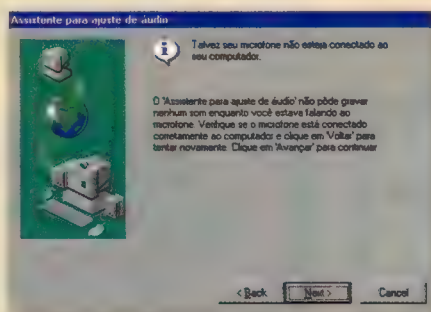 Assistente para ajuste de áudio
Talvez seu microfone não esteja conectado ao
seu computador.
O 'Assistente para ajuste de áudio' não pôde gravar
nenhum som enquanto você estava falando ao
microfone. Verifique se o microfone está conectado
corretamente ao computador e clique em 'Voltar' para
tentar novamente. Clique em 'Avançar' para continuar
< Back
Next >
Cancel